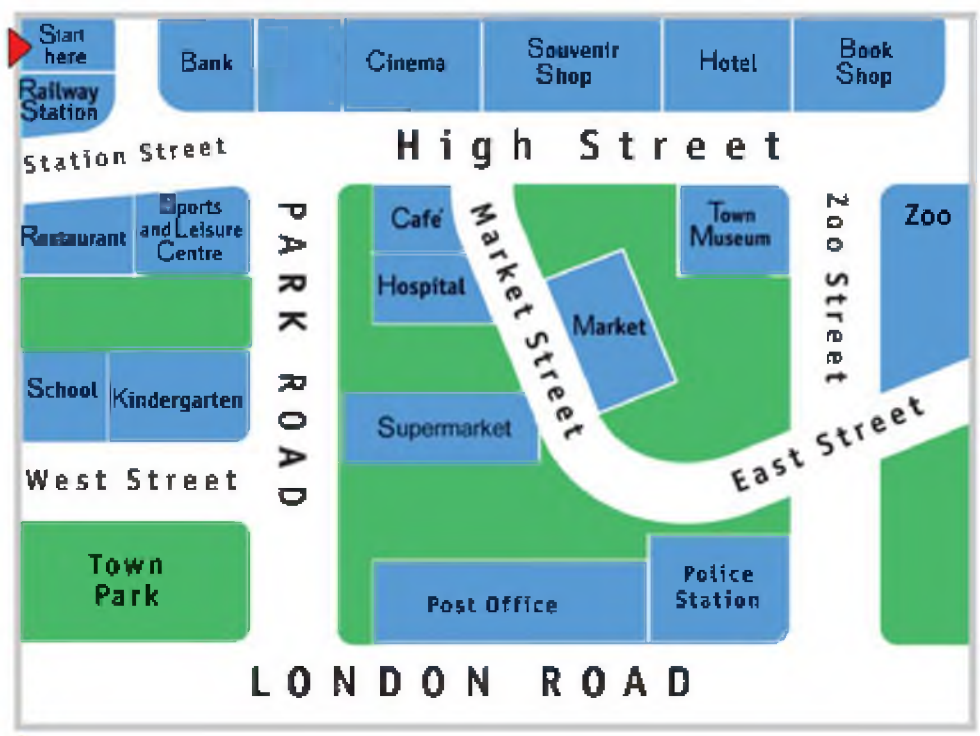 Start
here
Railway
Station
Bank
Cinema
Souvenir
Shop
Hotel
Book
Shop
Station Street
High Street
Restaurant
Sports
and Leisure
Centre
PARK ROAD
Café
Hospital
Market Street
Market
Town
Museum
Zoo Street
Zoo
School
Kindergarten
Supermarket
East Street
West Street
Town
Park
Post Office
Police
Station
LONDON ROAD